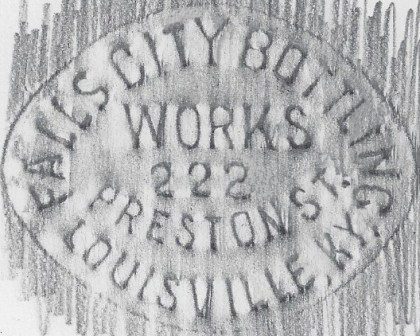 FALLS CITY BOTTLING
WORKS
222
PRESTON ST.
LOUISVILLE, KY.